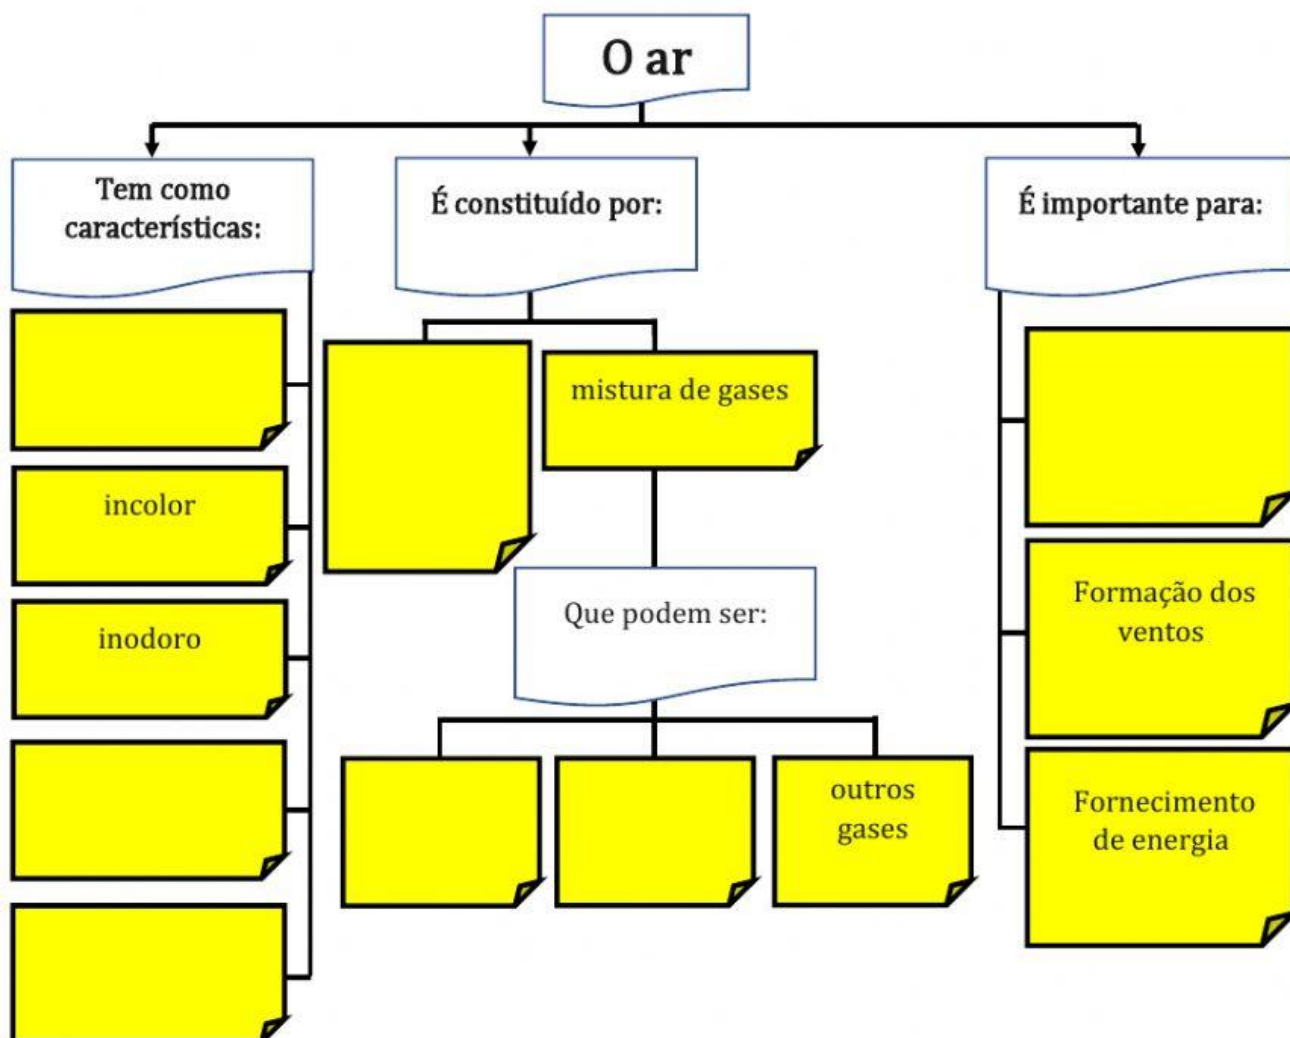 O ar
Tem como
características:
É constituído por:
É importante para:
mistura de gases
incolor
inodoro
Que podem ser:
outros
gases
Formação dos
ventos
Fornecimento
de energia